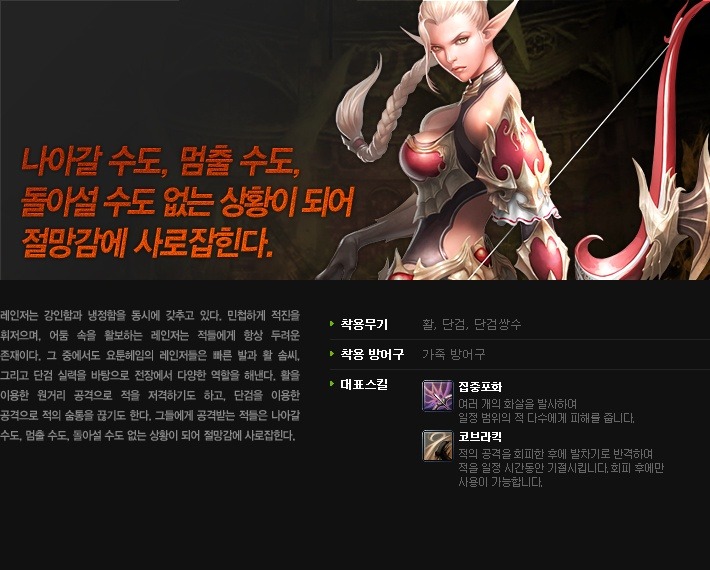 나아갈 수도, 멈출 수도,
돌아설 수도 없는 상황이 되어
절망감에 사로잡힌다.
레인저는 강인함과 냉정함을 동시에 갖추고 있다. 민첩하게 적진을
휘저으며, 어둠 속을 활보하는 레인저는 적들에게 항상 두려운
존재이다. 그 중에서도 요툰헤임의 레인저들은 빠른 발과 활 솜씨,
그리고 단검 실력을 바탕으로 전장에서 다양한 역할을 해낸다. 활을
이용한 원거리 공격으로 적을 저격하기도 하고, 단검을 이용한
공격으로 적의 숨통을 끊기도 한다. 그들에게 공격받는 적들은 나아갈
수도, 멈출 수도, 돌아설 수도 없는 상황이 되어 절망감에 사로잡힌다.
착용무기 활, 단검, 단검쌍수
착용 방어구 가죽 방어구
대표스킬 집중포화
여러 개의 화살을 발사하여
일정 범위의 적 다수에게 피해를 줍니다.
코브라킥
적의 공격을 회피한 후에 발차기로 반격하여
적을 일정 시간동안 기절시킵니다.회피 후에만
사용이 가능합니다.